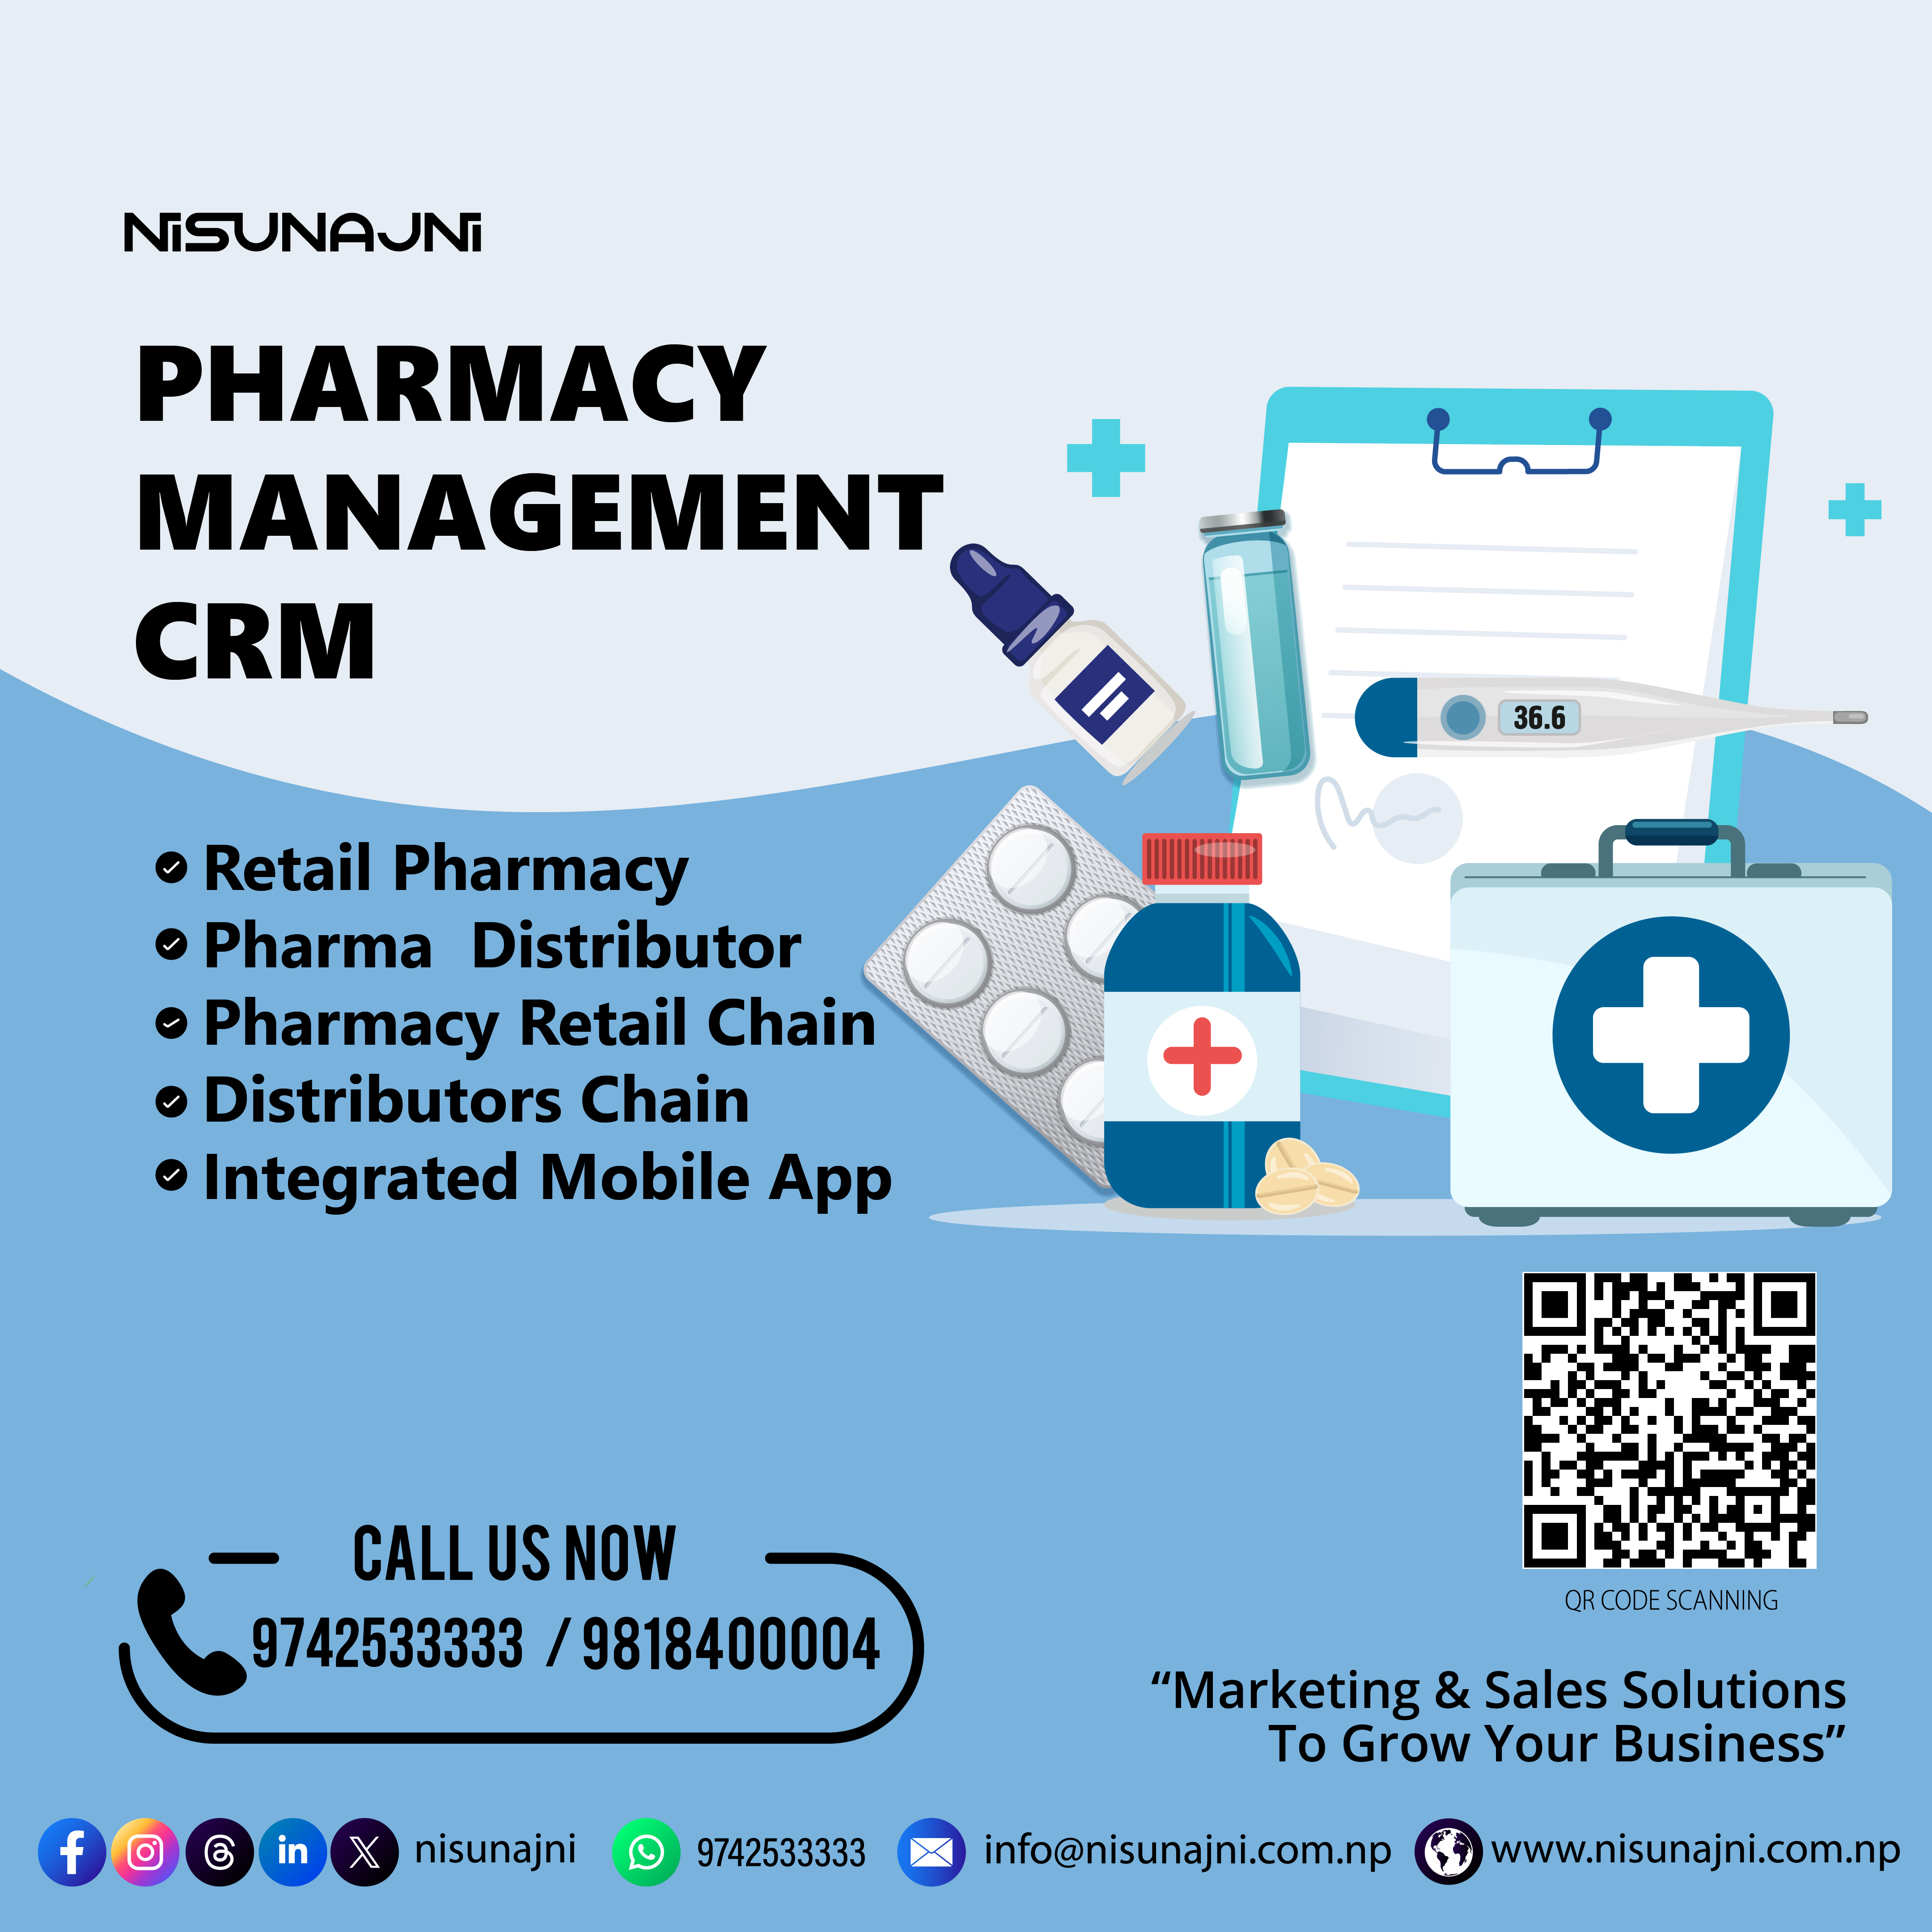 NiSUNAJNi
PHARMACY
MANAGEMENT
CRM
36.6
Retail Pharmacy
Pharma Distributor
Pharmacy Retail Chain
Distributors Chain
Integrated Mobile App
QR CODE SCANNING
CALL US NOW
9742533333 / 9818400004
“Marketing & Sales Solutions
To Grow Your Business”
nisunajni 9742533333 info@nisunajni.com.np www.nisunajni.com.np